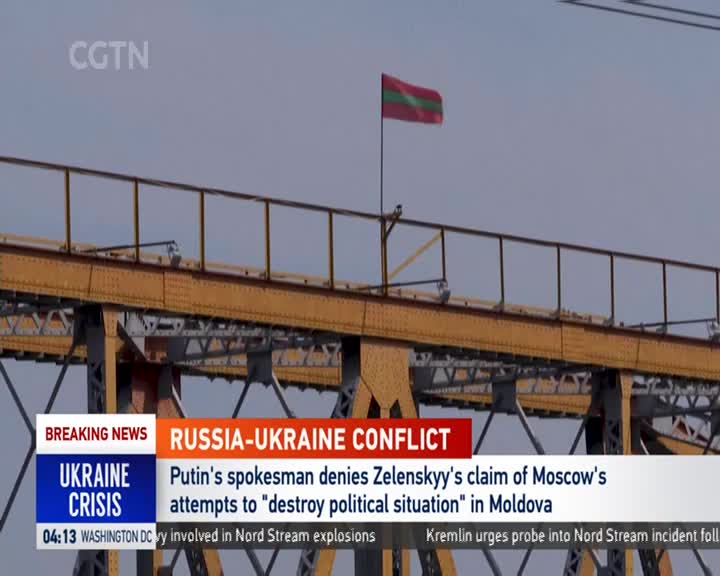 CGTN
BREAKING NEWS
RUSSIA-UKRAINE CONFLICT
UKRAINE
CRISIS
Putin's spokesman denies Zelenskyy's claim of Moscow's
attempts to "destroy political situation" in Moldova
04:13 WASHINGTON DC
involved in Nord Stream explosions
Kremlin urges probe into Nord Stream incident